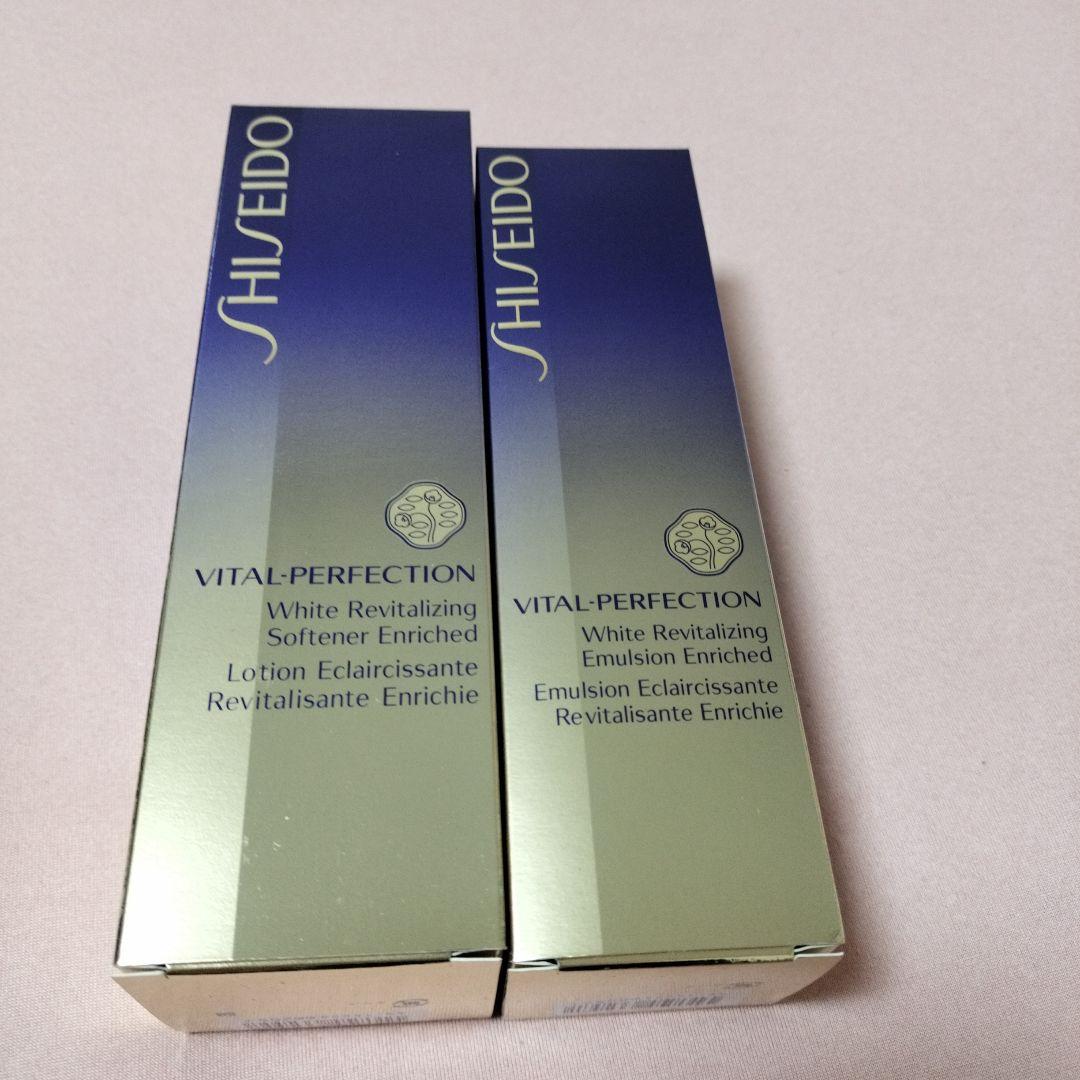 SHISEIDO
VITAL-PERFECTION
White Revitalizing
Softener Enriched
Lotion Eclaircissante
Revitalisante Enrichie
SHISEIDO
VITAL-PERFECTION
White Revitalizing
Emulsion Enriched
Emulsion Eclaircissante
Revitalisante Enrichie